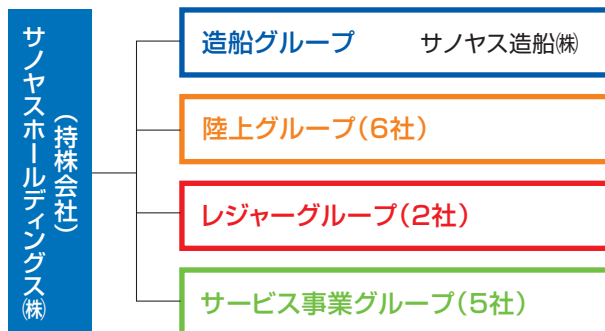 サノヤスホールディングス㈱
（持株会社）
造船グループ　サノヤス造船㈱
陸上グループ（6社）
レジャーグループ（2社）
サービス事業グループ（5社）